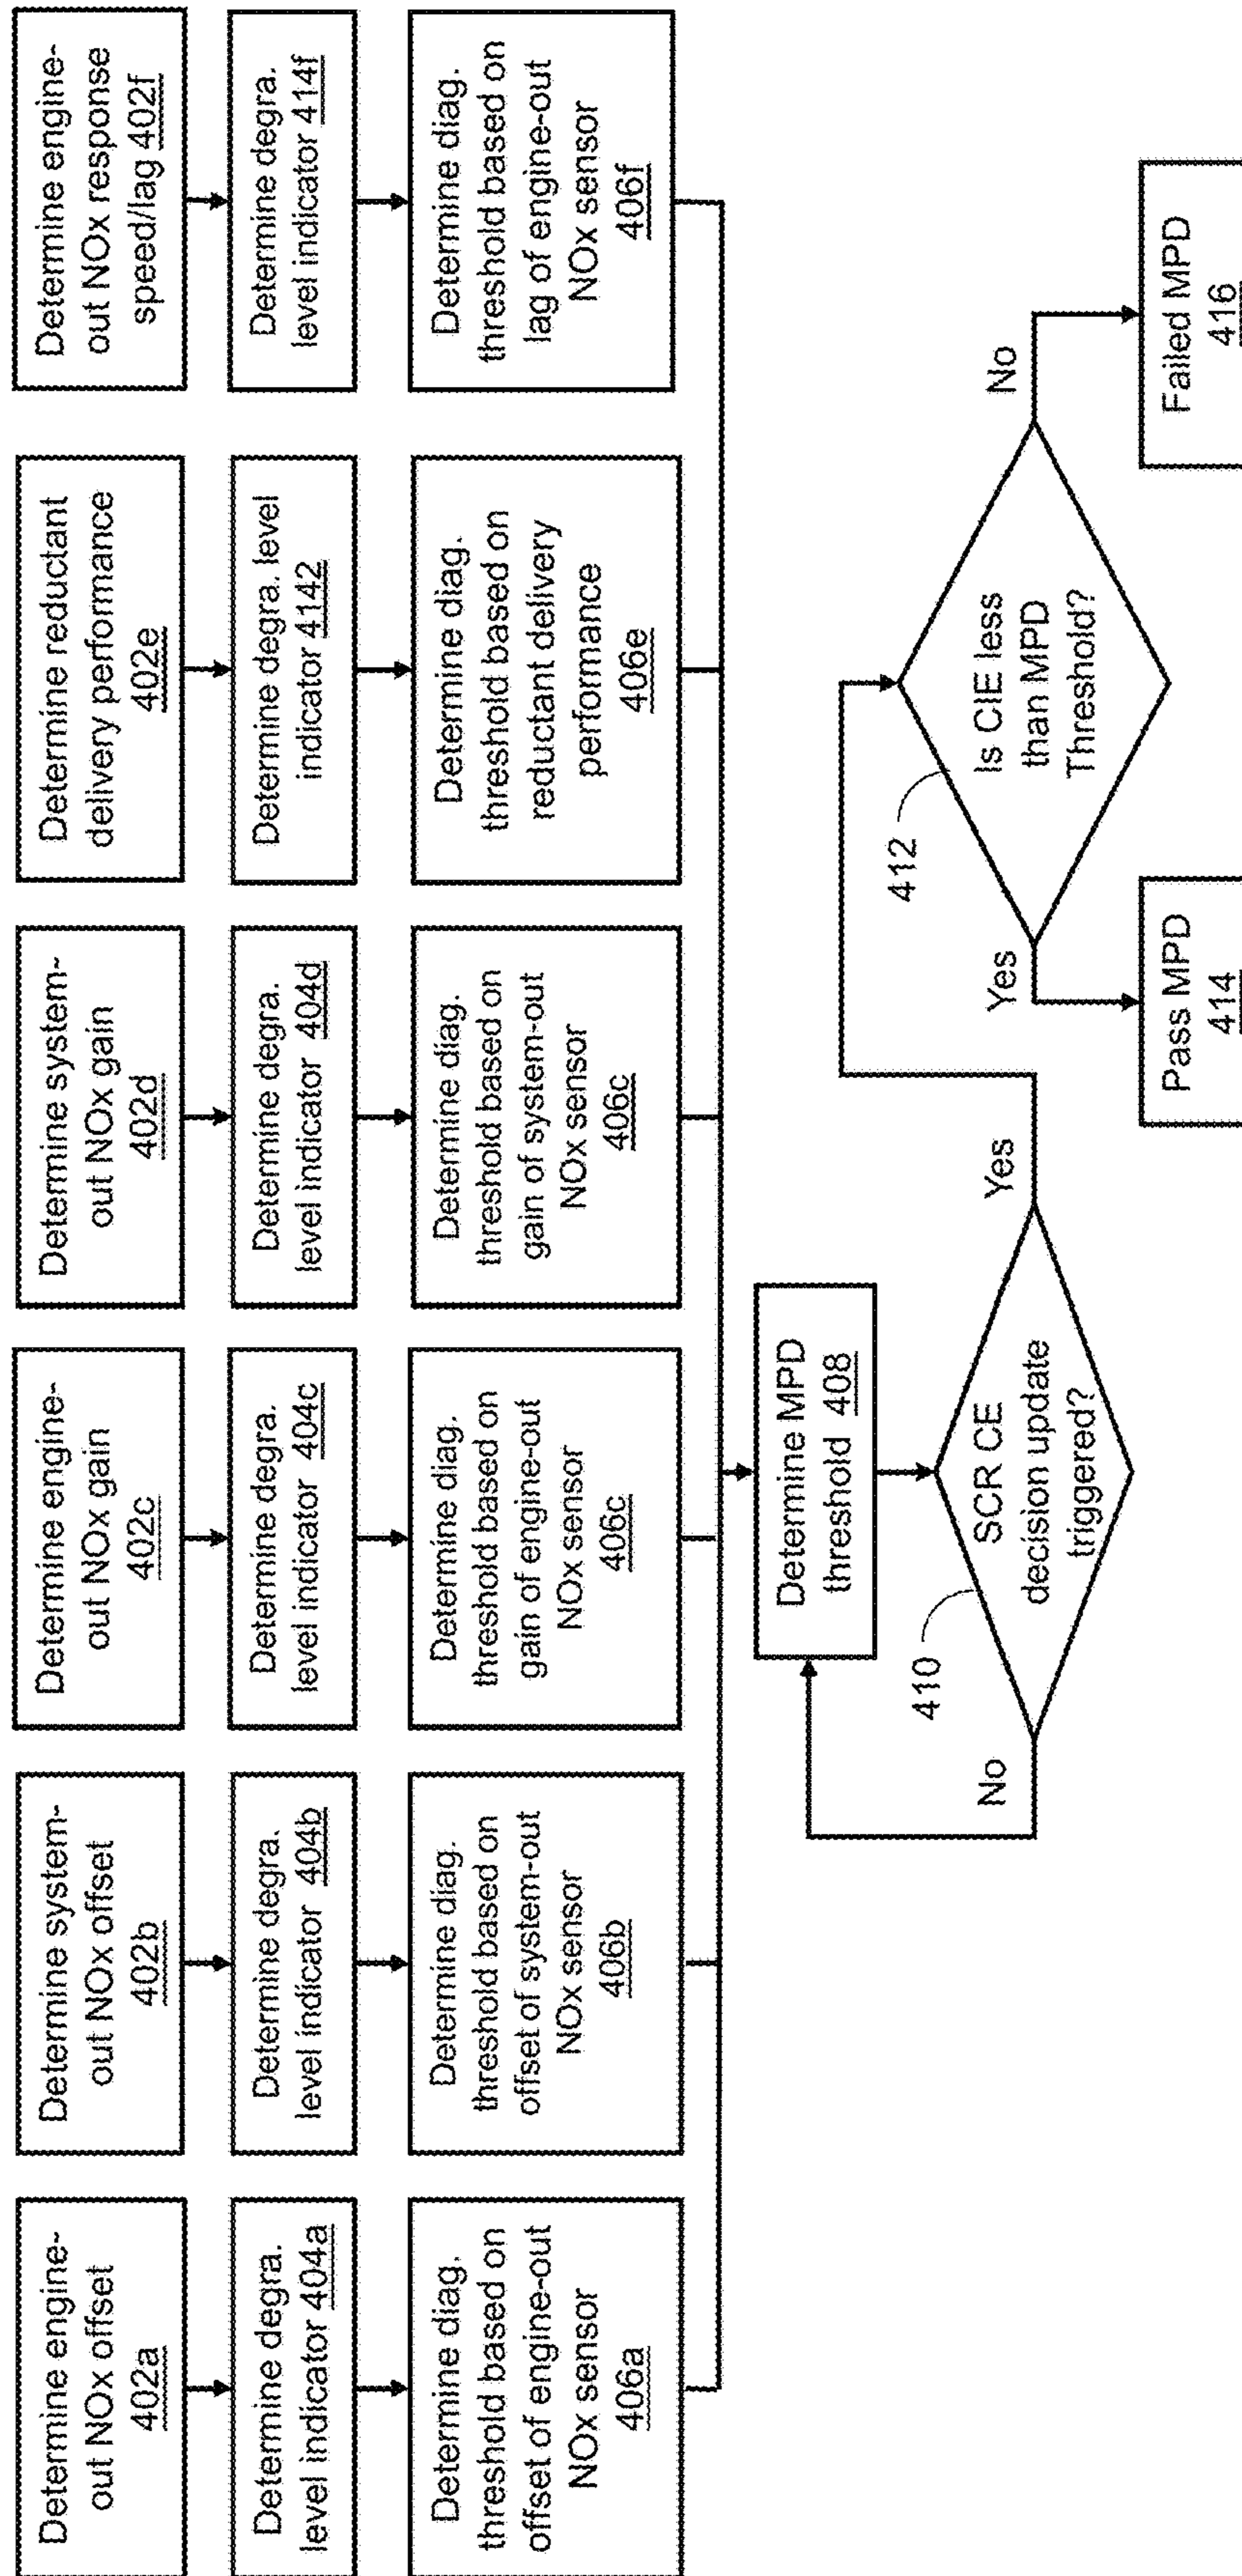 Determine engine-
out NOx offset
402a
Determine degra.
level indicator 404a
Determine diag.
threshold based on
offset of engine-out
NOx sensor
406a
Determine system-
out NOx offset
402b
Determine degra.
level indicator 404b
Determine diag.
threshold based on
offset of system-out
NOx sensor
406b
Determine engine-
out NOx gain
402c
Determine degra.
level indicator 404c
Determine diag.
threshold based on
gain of engine-out
NOx sensor
406c
Determine system-
out NOx gain
402d
Determine degra.
level indicator 404d
Determine diag.
threshold based on
gain of system-out
NOx sensor
406c
Determine reductant
delivery performance
402e
Determine degra. level
indicator 4142
Determine diag.
threshold based on
reductant delivery
performance
406e
Determine engine-
out NOx response
speed/lag 402f
Determine degra.
level indicator 414f
Determine diag.
threshold based on
lag of engine-out
NOx sensor
406f
Determine MPD
threshold 408
410
SCR CE
decision update
triggered?
No
Yes
412
Is CIE less
than MPD
Threshold?
Yes
No
Pass MPD
414
Failed MPD
416